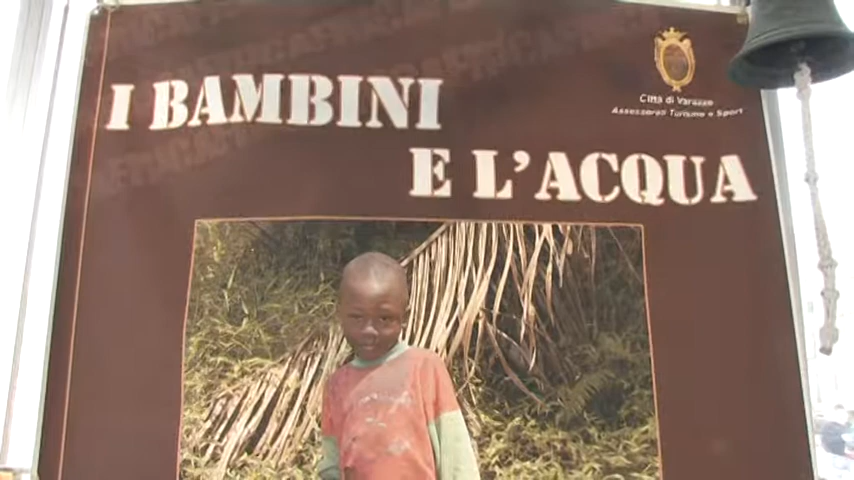 I BAMBINI
E L'ACQUA
Città di Varazze
Assessorato Turismo e Sport